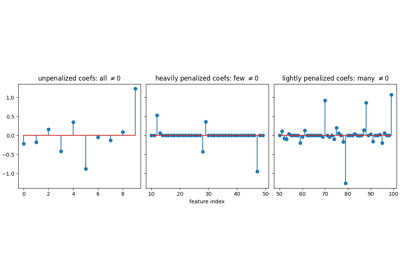 unpenalized coefs: all ≠0
heavily penalized coefs: few ≠0
lightly penalized coefs: many ≠0
1.0
0.5
0.0
−0.5
−1.0
0 2 4 6 8
10 20 30 40 50
50 60 70 80 90 100
feature index